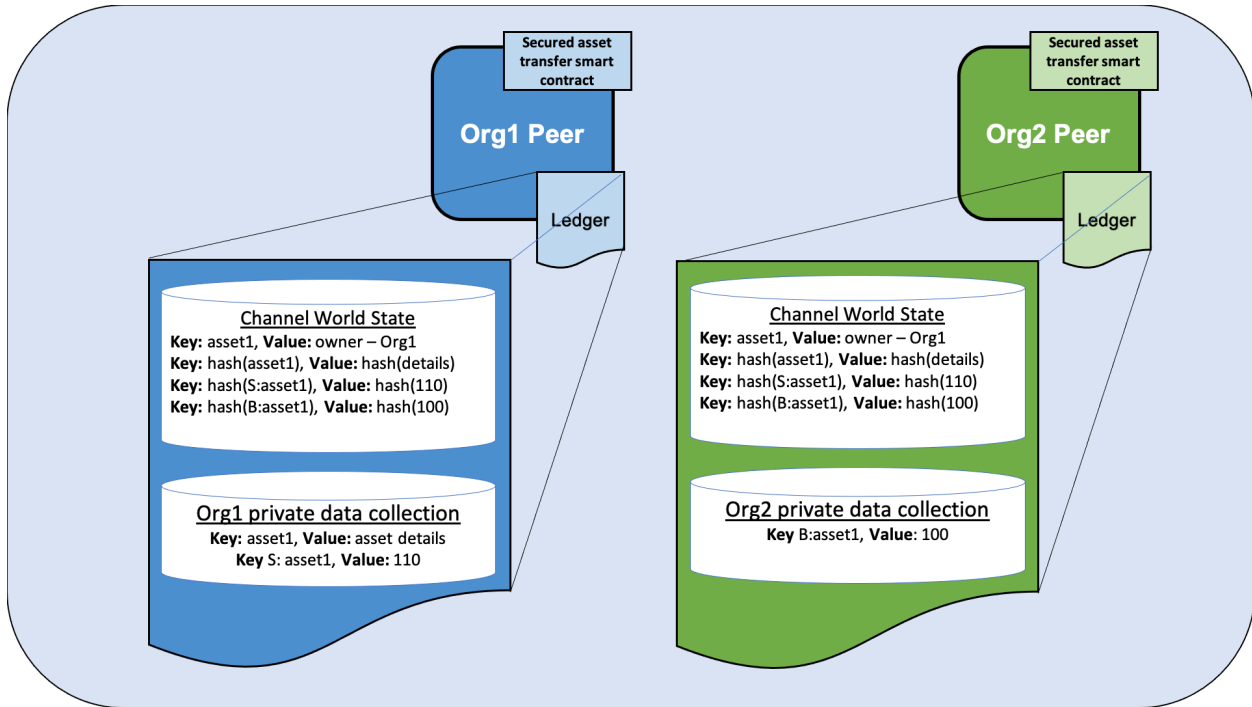 Secured asset
transfer smart
contract
Org1 Peer
Ledger
Channel World State
Key: asset1, Value: owner – Org1
Key: hash(asset1), Value: hash(details)
Key: hash(S:asset1), Value: hash(110)
Key: hash(B:asset1), Value: hash(100)
Org1 private data collection
Key: asset1, Value: asset details
Key S: asset1, Value: 110
Secured asset
transfer smart
contract
Org2 Peer
Ledger
Channel World State
Key: asset1, Value: owner – Org1
Key: hash(asset1), Value: hash(details)
Key: hash(S:asset1), Value: hash(110)
Key: hash(B:asset1), Value: hash(100)
Org2 private data collection
Key B:asset1, Value: 100